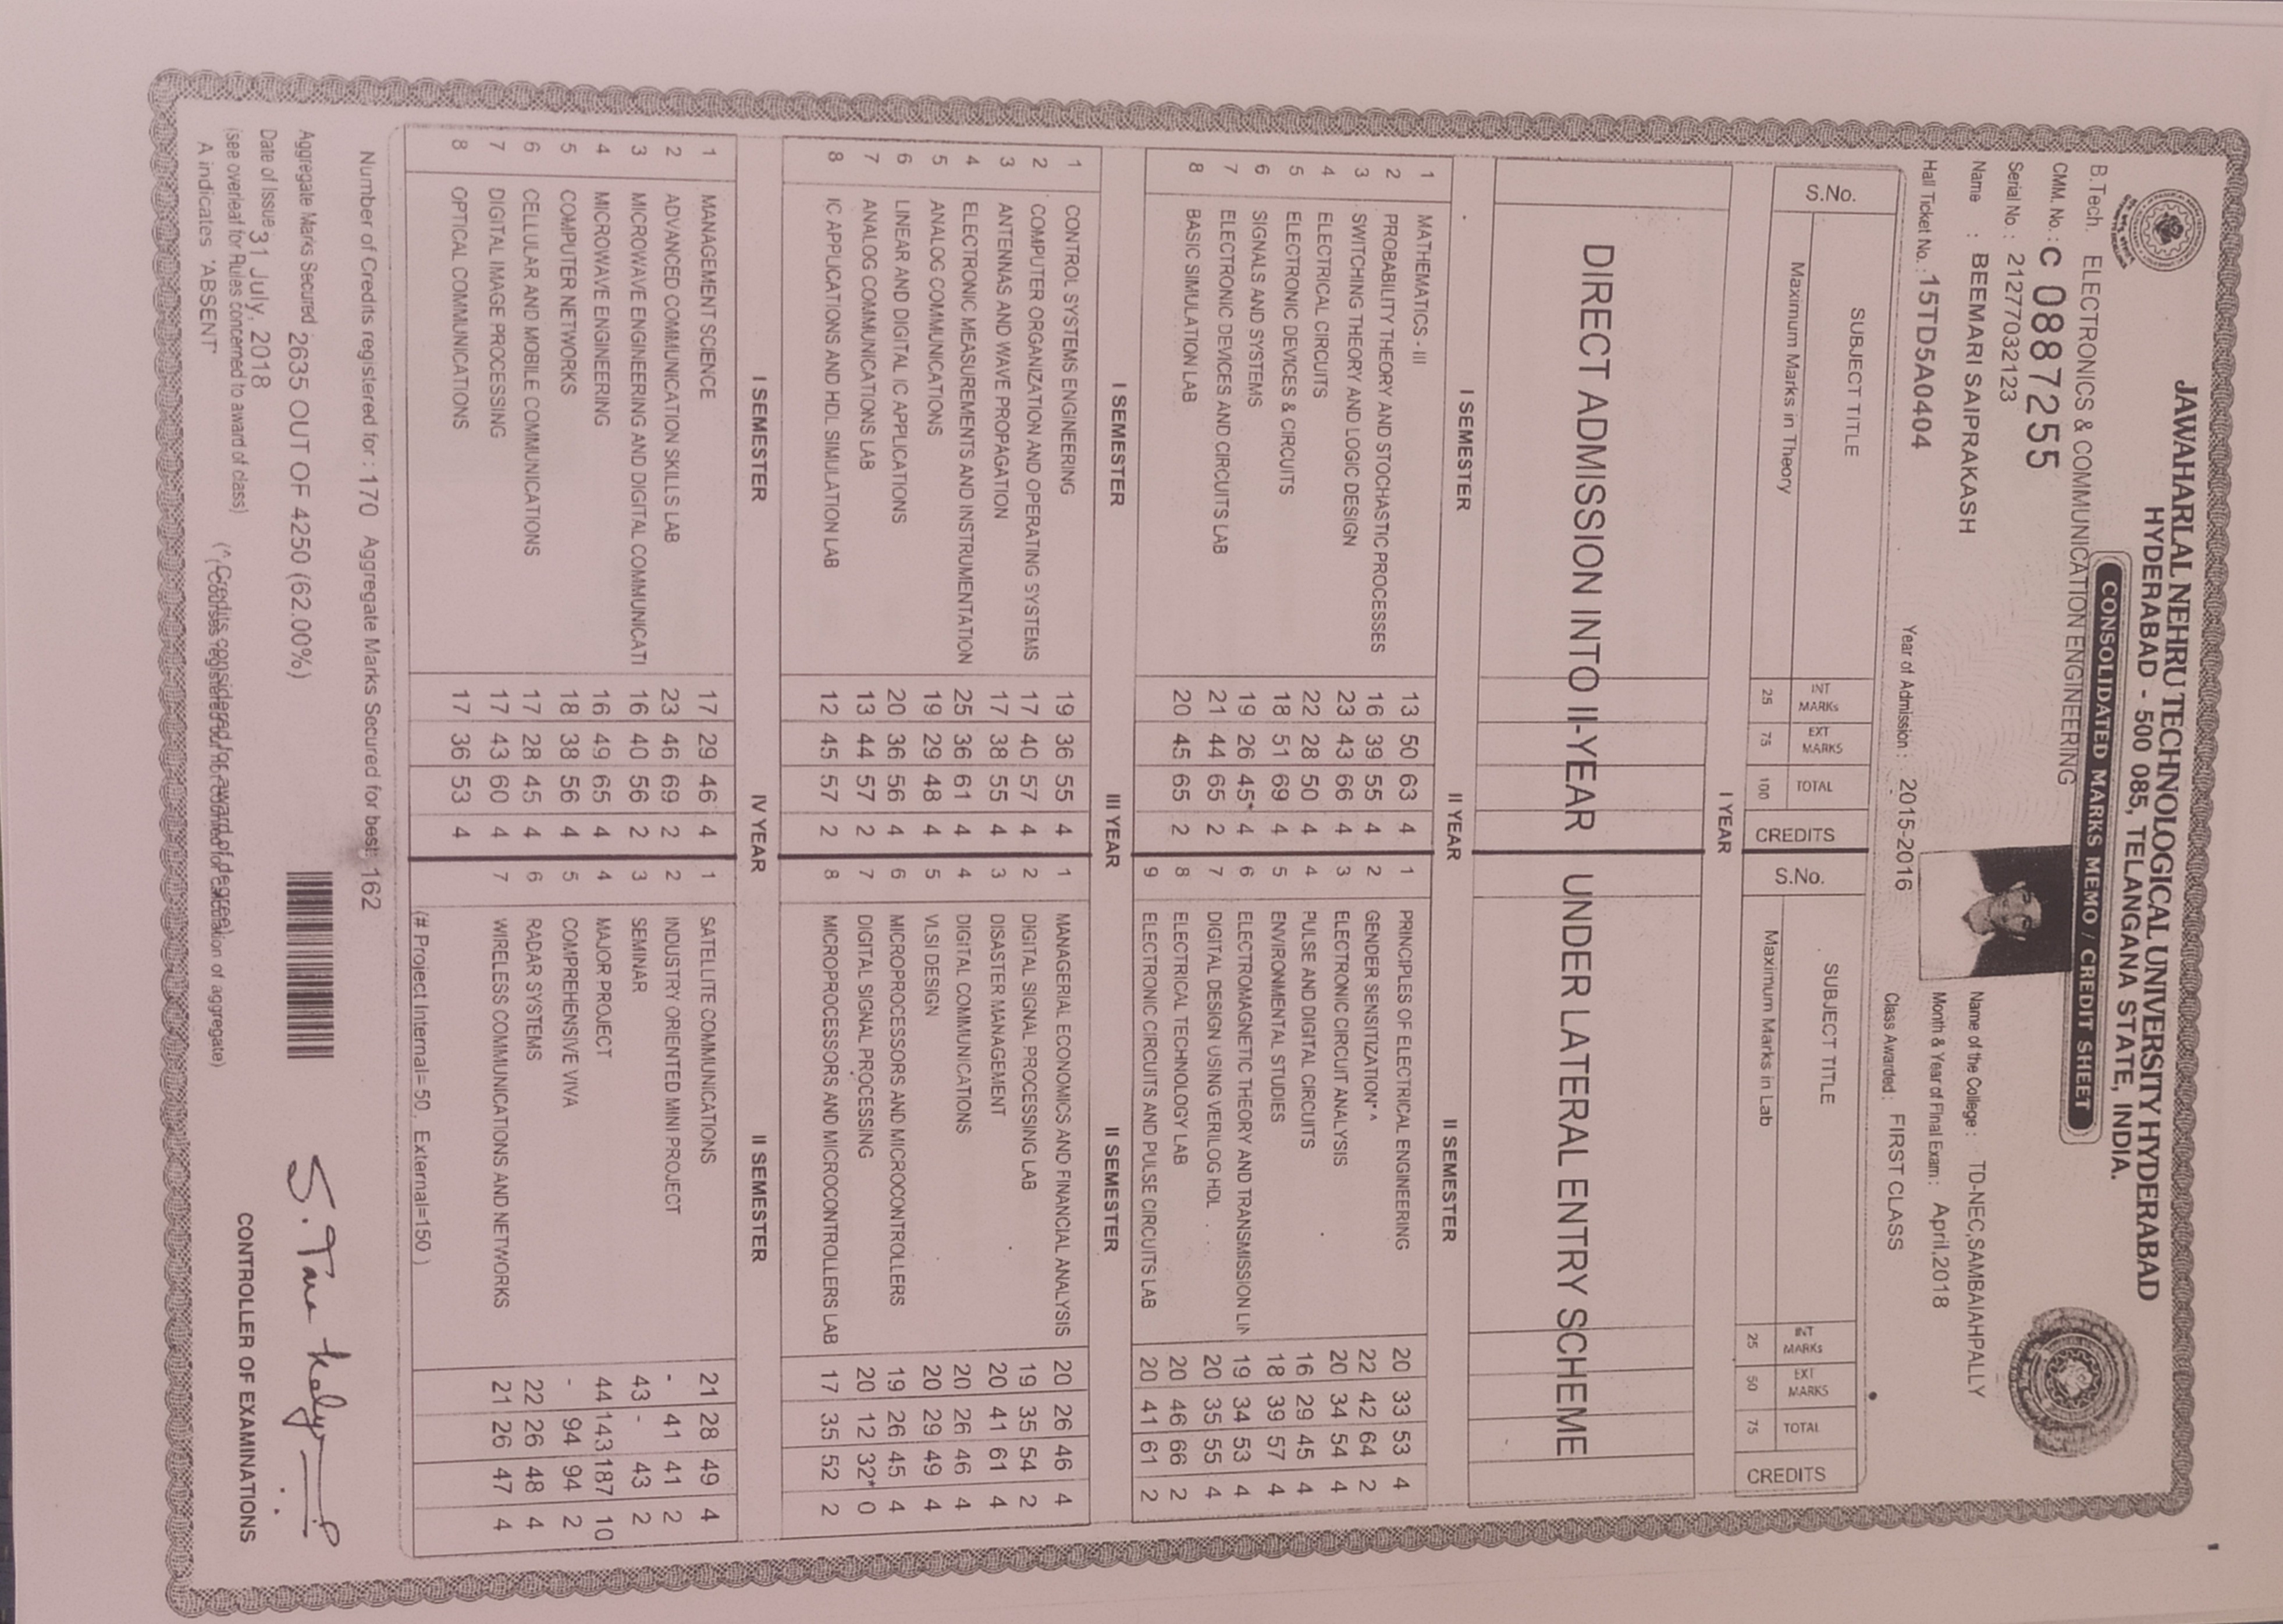 JAWAHARLAL NEHRU TECHNOLOGICAL UNIVERSITY HYDERABAD
HYDERABAD - 500 085, TELANGANA STATE, INDIA.
CONSOLIDATED MARKS MEMO / CREDIT SHEET
B.Tech. ELECTRONICS & COMMUNICATION ENGINEERING
CMM. No. : C 0887255
Serial No. : 21277032123
Name : BEEMARI SAIPRAKASH
Hall Ticket No. : 15TD5A0404
Year of Admission : 2015-2016
Name of the College : TD-NEC,SAMBAIAHPALLY
Month & Year of Final Exam : April,2018
Class Awarded : FIRST CLASS
S.No. SUBJECT TITLE INT MARKs EXT MARKS TOTAL CREDITS S.No. SUBJECT TITLE INT MARKs EXT MARKS TOTAL CREDITS
Maximum Marks in Theory 25 75 100 Maximum Marks in Lab 25 50 75
I YEAR
DIRECT ADMISSION INTO II-YEAR UNDER LATERAL ENTRY SCHEME
I SEMESTER II YEAR II SEMESTER
1 MATHEMATICS - III 13 50 63 4 1 PRINCIPLES OF ELECTRICAL ENGINEERING 20 33 53 4
2 PROBABILITY THEORY AND STOCHASTIC PROCESSES 16 39 55 4 2 GENDER SENSITIZATION*^ 22 42 64 2
3 SWITCHING THEORY AND LOGIC DESIGN 23 43 66 4 3 ELECTRONIC CIRCUIT ANALYSIS 20 34 54 4
4 ELECTRICAL CIRCUITS 22 28 50 4 4 PULSE AND DIGITAL CIRCUITS 16 29 45 4
5 ELECTRONIC DEVICES & CIRCUITS 18 51 69 4 5 ENVIRONMENTAL STUDIES 18 39 57 4
6 SIGNALS AND SYSTEMS 19 26 45* 4 6 ELECTROMAGNETIC THEORY AND TRANSMISSION LIN 19 34 53 4
7 ELECTRONIC DEVICES AND CIRCUITS LAB 21 44 65 2 7 DIGITAL DESIGN USING VERILOG HDL 20 35 55 4
8 BASIC SIMULATION LAB 20 45 65 2 8 ELECTRICAL TECHNOLOGY LAB 20 46 66 2
9 ELECTRONIC CIRCUITS AND PULSE CIRCUITS LAB 20 41 61 2
I SEMESTER III YEAR II SEMESTER
1 CONTROL SYSTEMS ENGINEERING 19 36 55 4 1 MANAGERIAL ECONOMICS AND FINANCIAL ANALYSIS 20 26 46 4
2 COMPUTER ORGANIZATION AND OPERATING SYSTEMS 17 40 57 4 2 DIGITAL SIGNAL PROCESSING LAB 19 35 54 2
3 ANTENNAS AND WAVE PROPAGATION 17 38 55 4 3 DISASTER MANAGEMENT 20 41 61 4
4 ELECTRONIC MEASUREMENTS AND INSTRUMENTATION 25 36 61 4 4 DIGITAL COMMUNICATIONS 20 26 46 4
5 ANALOG COMMUNICATIONS 19 29 48 4 5 VLSI DESIGN 20 29 49 4
6 LINEAR AND DIGITAL IC APPLICATIONS 20 36 56 4 6 MICROPROCESSORS AND MICROCONTROLLERS 19 26 45 4
7 ANALOG COMMUNICATIONS LAB 13 44 57 2 7 DIGITAL SIGNAL PROCESSING 20 12 32* 0
8 IC APPLICATIONS AND HDL SIMULATION LAB 12 45 57 2 8 MICROPROCESSORS AND MICROCONTROLLERS LAB 17 35 52 2
I SEMESTER IV YEAR II SEMESTER
1 MANAGEMENT SCIENCE 17 29 46 4 1 SATELLITE COMMUNICATIONS 21 28 49 4
2 ADVANCED COMMUNICATION SKILLS LAB 23 46 69 2 2 INDUSTRY ORIENTED MINI PROJECT - 41 41 2
3 MICROWAVE ENGINEERING AND DIGITAL COMMUNICATI 16 40 56 2 3 SEMINAR 43 - 43 2
4 MICROWAVE ENGINEERING 16 49 65 4 4 MAJOR PROJECT 44 143 187 10
5 COMPUTER NETWORKS 18 38 56 4 5 COMPREHENSIVE VIVA - 94 94 2
6 CELLULAR AND MOBILE COMMUNICATIONS 17 28 45 4 6 RADAR SYSTEMS 22 26 48 4
7 DIGITAL IMAGE PROCESSING 17 43 60 4 7 WIRELESS COMMUNICATIONS AND NETWORKS 21 26 47 4
8 OPTICAL COMMUNICATIONS 17 36 53 4
(# Project Internal=50, External=150 )
Number of Credits registered for : 170 Aggregate Marks Secured for best: 162
Aggregate Marks Secured : 2635 OUT OF 4250 (62.00%)
Date of Issue 31 July, 2018
(see overleaf for Rules concerned to award of class)
(^ Credits considered for award of degree)
A indicates 'ABSENT'
CONTROLLER OF EXAMINATIONS